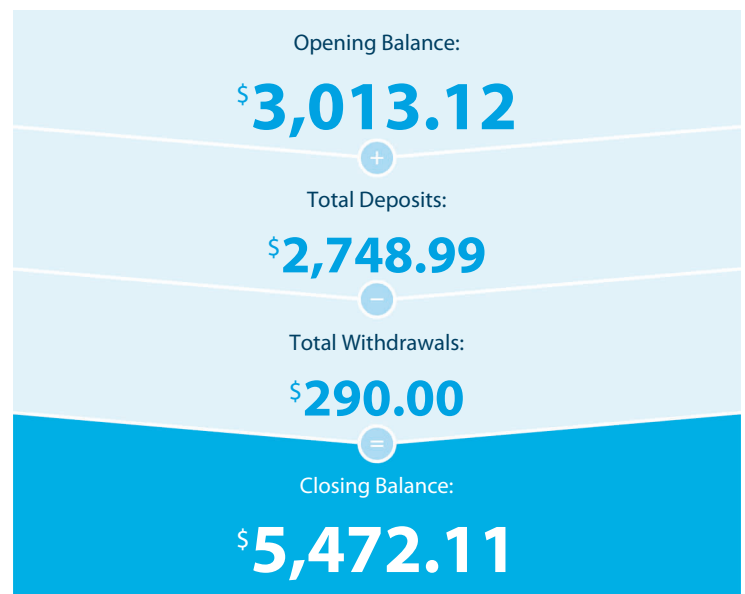 Opening Balance:
$3,013.12
+
Total Deposits:
$2,748.99
−
Total Withdrawals:
$290.00
=
Closing Balance:
$5,472.11